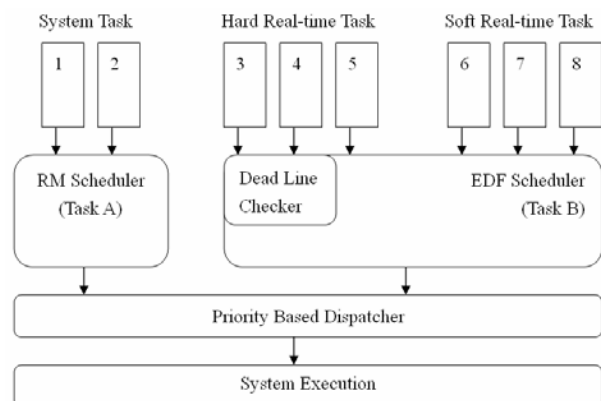 System Task Hard Real-time Task Soft Real-time Task
1 2 3 4 5 6 7 8
RM Scheduler
(Task A)
Dead Line
Checker
EDF Scheduler
(Task B)
Priority Based Dispatcher
System Execution